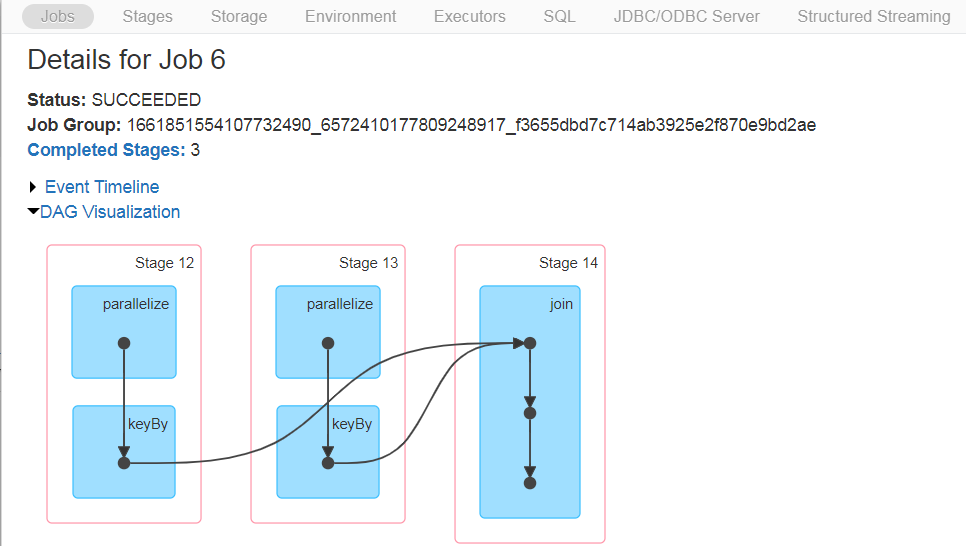 Jobs Stages Storage Environment Executors SQL JDBC/ODBC Server Structured Streaming
Details for Job 6
Status: SUCCEEDED
Job Group: 1661851554107732490_6572410177809248917_f3655dbd7c714ab3925e2f870e9bd2ae
Completed Stages: 3
Event Timeline
DAG Visualization
Stage 12 Stage 13 Stage 14
parallelize parallelize join
keyBy keyBy